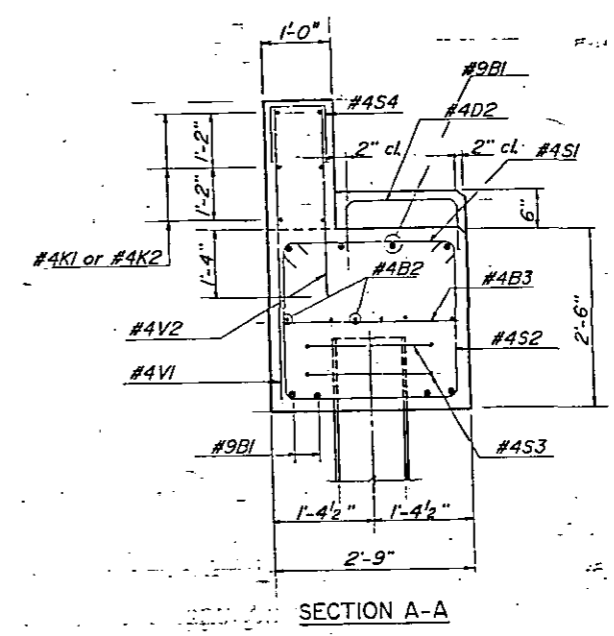 1'-0"
#9B1
#4S4
#4D2
2" cl.
2" cl.
#4S1
1'-2"
1'-2"
6"
#4K1 or #4K2
1'-4"
#4B2
#4B3
2'-6"
#4V2
#4S2
#4V1
#9B1
#4S3
1'-4½"
1'-4½"
2'-9"
SECTION A-A